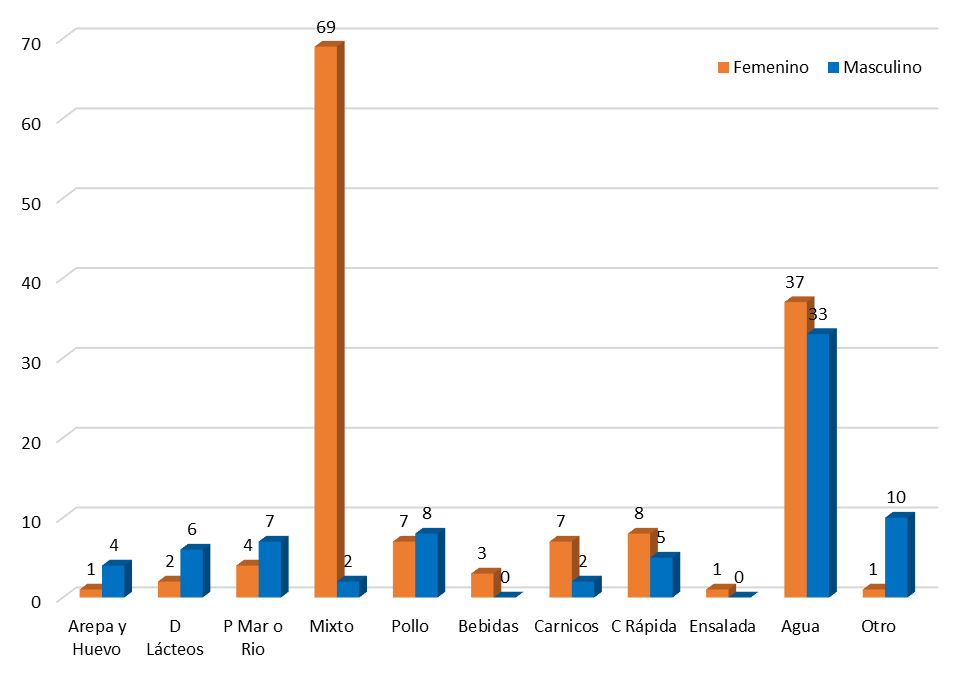 70
60
50
40
30
20
10
0
Femenino Masculino
1 4 2 6 4 7 69 2 7 8 3 0 7 2 8 5 1 0 37 33 1 10
Arepa y Huevo
D Lácteos
P Mar o Rio
Mixto
Pollo
Bebidas
Carnicos
C Rápida
Ensalada
Agua
Otro